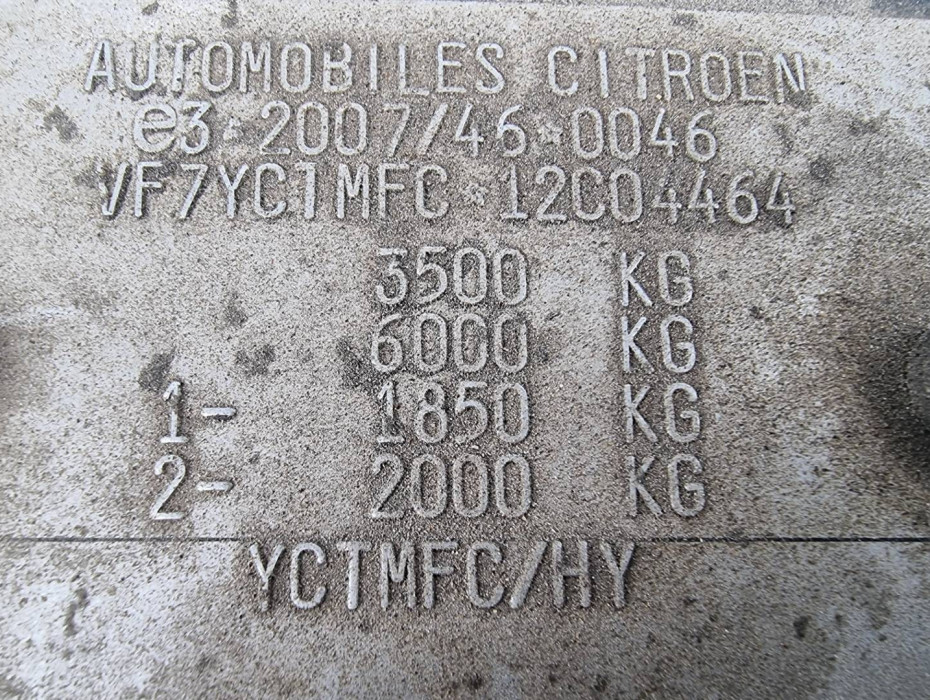 AUTOMOBILES CITROEN
e3*2007/46*0046
VF7YCTMFC*12C04464
3500 KG
6000 KG
1- 1850 KG
2- 2000 KG
YCTMFC/HY